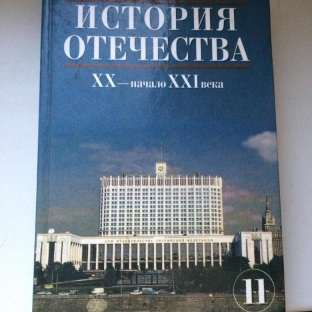 ИСТОРИЯ
ОТЕЧЕСТВА
XX — начало XXI века
11